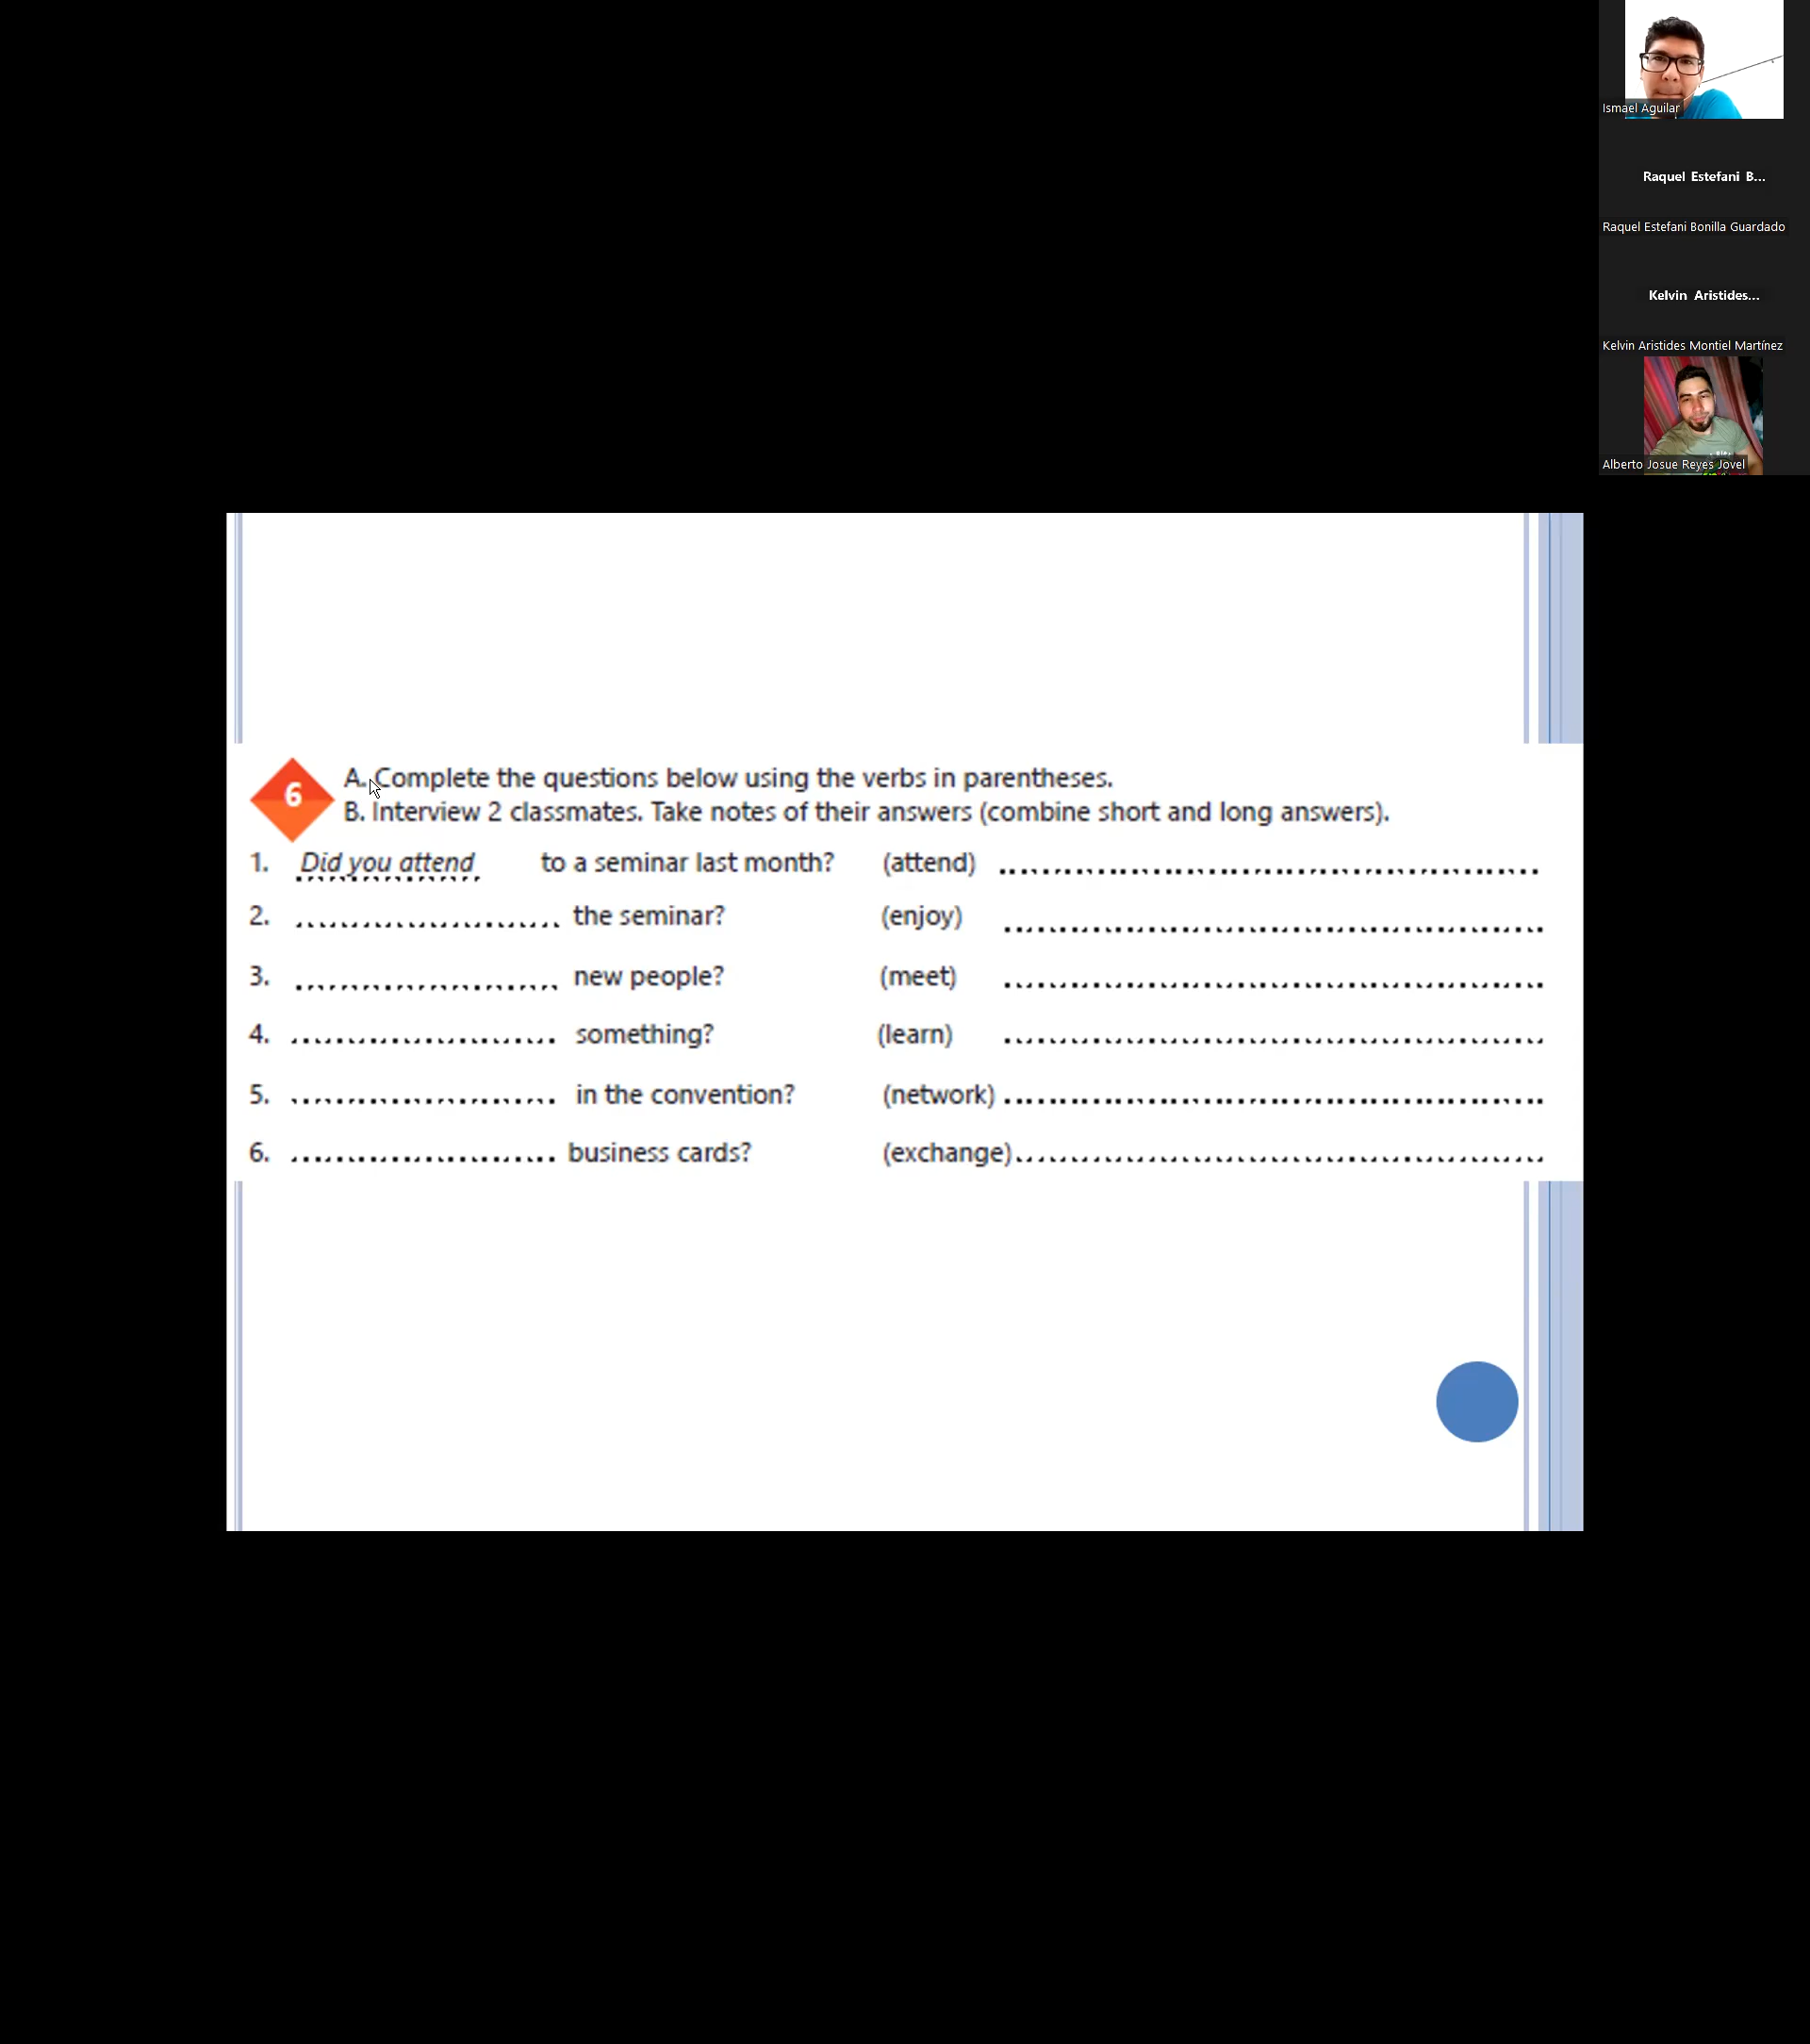 Ismael Aguilar
Raquel Estefani B...
Raquel Estefani Bonilla Guardado
Kelvin Aristides...
Kelvin Aristides Montiel Martínez
Alberto Josue Reyes Jovel
6
A. Complete the questions below using the verbs in parentheses.
B. Interview 2 classmates. Take notes of their answers (combine short and long answers).
1. Did you attend to a seminar last month? (attend) ........................................
2. ........................ the seminar? (enjoy) ........................................
3. ........................ new people? (meet) ........................................
4. ........................ something? (learn) ........................................
5. ........................ in the convention? (network) ........................................
6. ........................ business cards? (exchange) ........................................